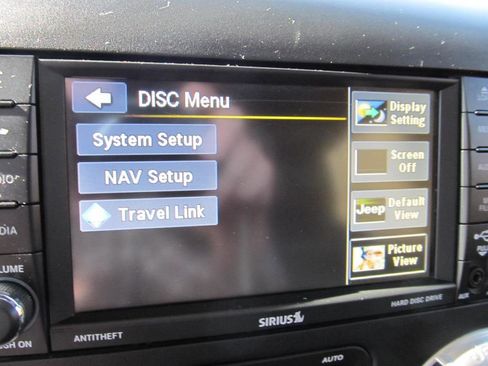 DISC Menu
System Setup
NAV Setup
Travel Link
Display
Setting
Screen
Off
Jeep
Default
View
Picture
View
ANTITHEFT
SIRIUS
HARD DISC DRIVE
AUX
AUTO